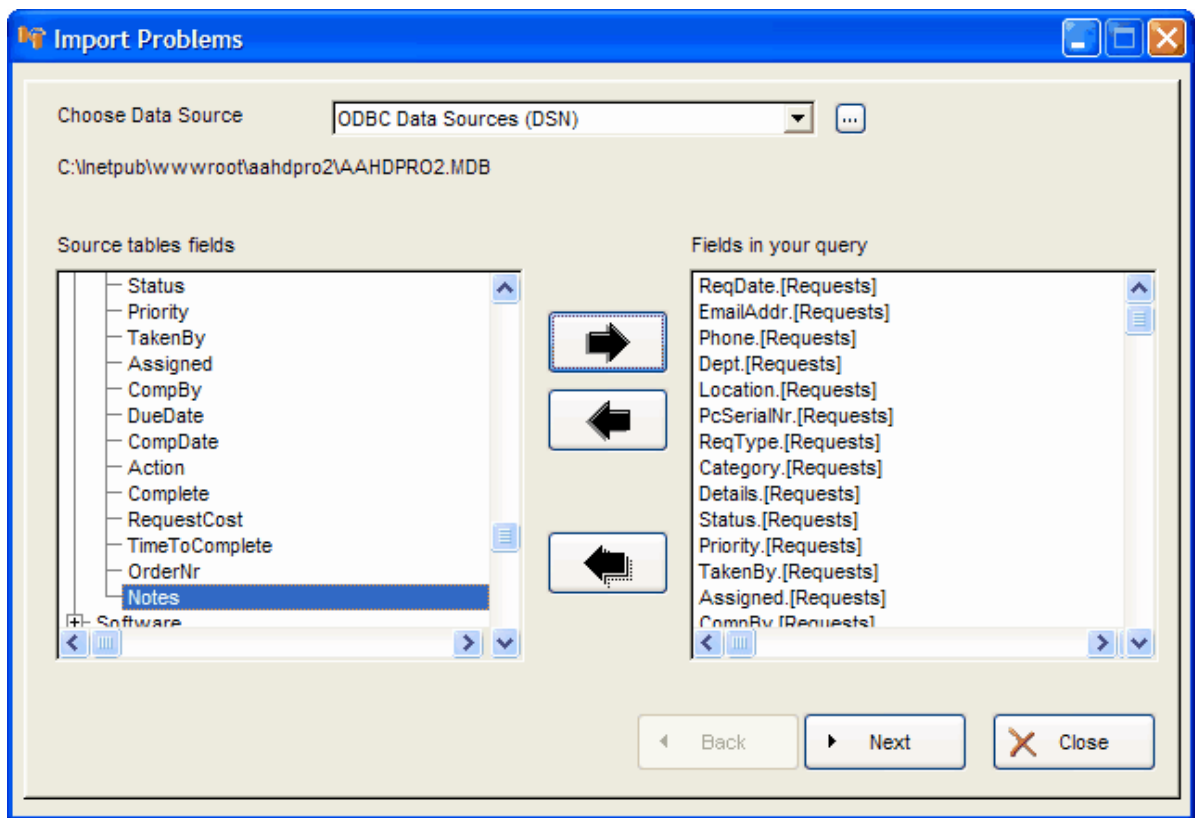 Import Problems
Choose Data Source
ODBC Data Sources (DSN)
...
C:\Inetpub\wwwroot\aahdpro2\AAHDPRO2.MDB
Source tables fields
Status
Priority
TakenBy
Assigned
CompBy
DueDate
CompDate
Action
Complete
RequestCost
TimeToComplete
OrderNr
Notes
Software
Fields in your query
ReqDate.[Requests]
EmailAddr.[Requests]
Phone.[Requests]
Dept.[Requests]
Location.[Requests]
PcSerialNr.[Requests]
ReqType.[Requests]
Category.[Requests]
Details.[Requests]
Status.[Requests]
Priority.[Requests]
TakenBy.[Requests]
Assigned.[Requests]
CompBy.[Requests]
Back
Next
Close